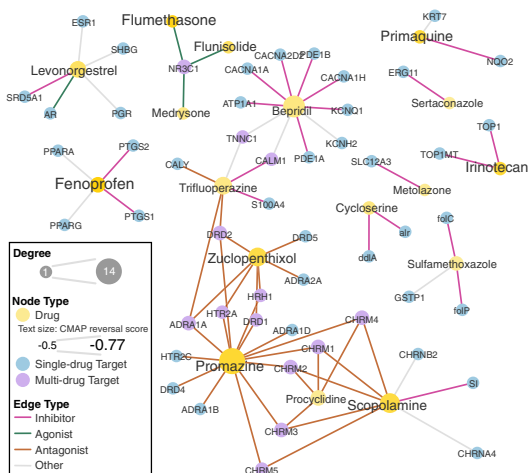 KRT7
Flumethasone
ESR1
Primaquine
Flunisolide
SHBG
CACNA2D2
PDE1B
NQO2
Levonorgestrel
NR3C1
CACNA1A
ERG11
CACNA1H
SRD5A1
Sertaconazole
ATP1A1
Bepridil
KCNQ1
AR
PGR
Medrysone
TOP1
TNNC1
KCNH2
PPARA
PTGS2
TOP1MT
CALY
CALM1
PDE1A
SLC12A3
Irinotecan
Fenoprofen
Trifluoperazine
Metolazone
S100A4
Cycloserine
PTGS1
folC
PPARG
DRD2
DRD5
alr
Zuclopenthixol
ddlA
Sulfamethoxazole
Degree
1
14
ADRA2A
HRH1
GSTP1
Node Type
Drug
HTR2A
folP
Text size: CMAP reversal score
ADRA1A
DRD1
CHRM4
-0.5
-0.77
ADRA1D
HTR2C
CHRM1
CHRNB2
Single-drug Target
Promazine
CHRM2
Multi-drug Target
DRD4
SI
Edge Type
Procyclidine
Scopolamine
Inhibitor
ADRA1B
Agonist
CHRM3
Antagonist
CHRNA4
Other
CHRM5